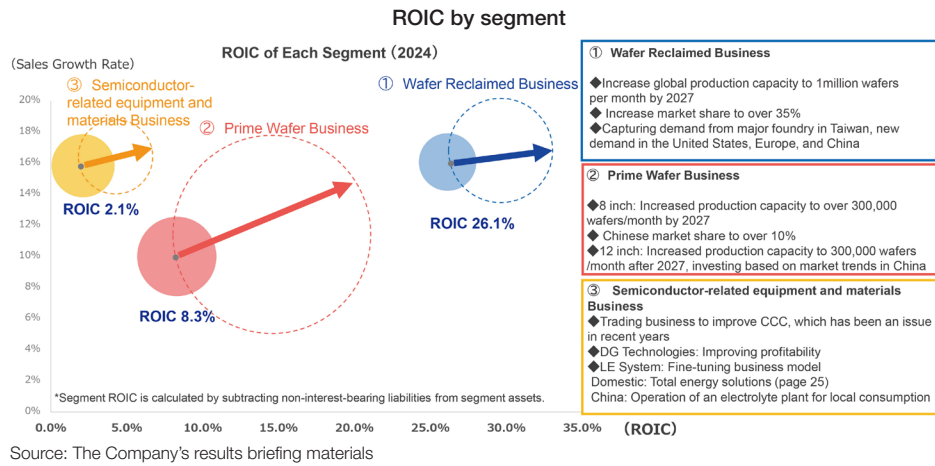 ROIC by segment
ROIC of Each Segment（2024）
（Sales Growth Rate）
20%
18%
16%
14%
12%
10%
8%
6%
4%
2%
0%
0.0%
5.0%
10.0%
15.0%
20.0%
25.0%
30.0%
35.0%
（ROIC）
③ Semiconductor-
related equipment and
materials Business
ROIC 2.1%
② Prime Wafer Business
ROIC 8.3%
① Wafer Reclaimed Business
ROIC 26.1%
*Segment ROIC is calculated by subtracting non-interest-bearing liabilities from segment assets.
① Wafer Reclaimed Business
◆Increase global production capacity to 1million wafers
per month by 2027
◆ Increase market share to over 35%
◆Capturing demand from major foundry in Taiwan, new
demand in the United States, Europe, and China
② Prime Wafer Business
◆8 inch: Increased production capacity to over 300,000
wafers/month by 2027
◆ Chinese market share to over 10%
◆12 inch: Increased production capacity to 300,000 wafers
/month after 2027, investing based on market trends in China
③ Semiconductor-related equipment and materials
Business
◆Trading business to improve CCC, which has been an issue
in recent years
◆DG Technologies: Improving profitability
◆LE System: Fine-tuning business model
Domestic: Total energy solutions (page 25)
China: Operation of an electrolyte plant for local consumption
Source: The Company's results briefing materials